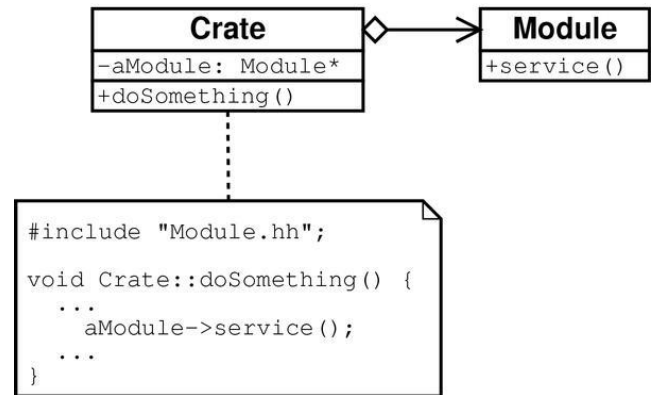 Crate
-aModule: Module*
+doSomething()
Module
+service()
#include "Module.hh";
void Crate::doSomething() {
...
aModule->service();
...
}